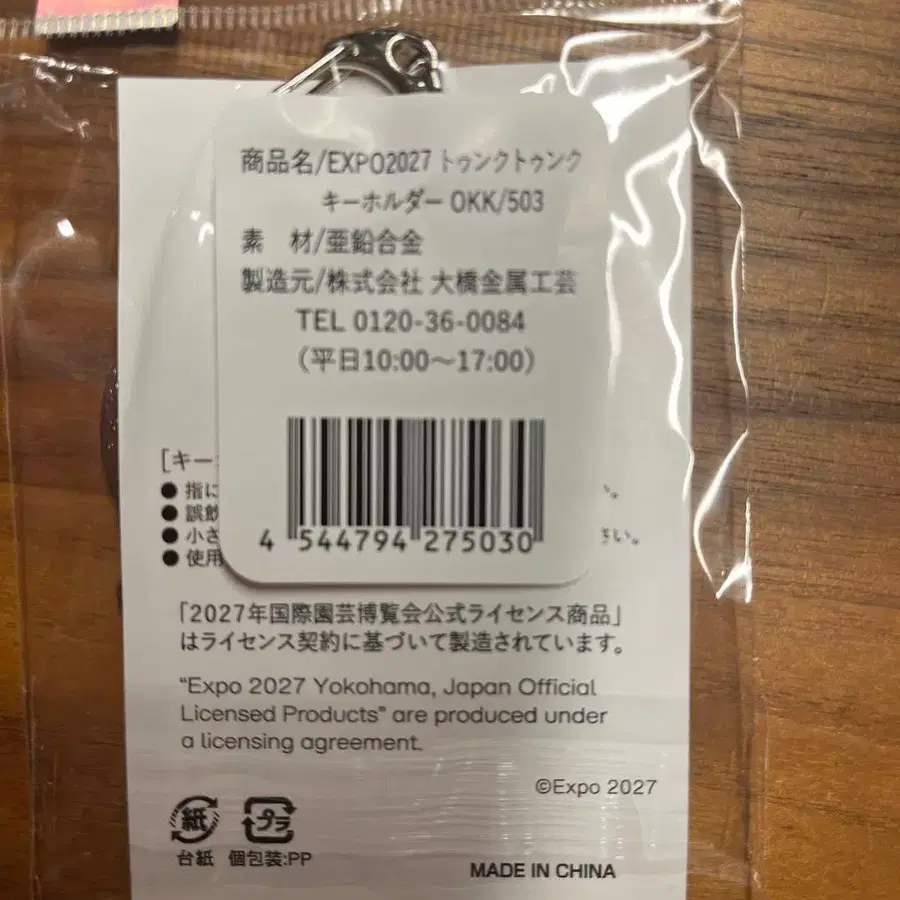 商品名/EXPO2027 トゥンクトゥンク
キーホルダー OKK/503
素　材/亜鉛合金
製造元/株式会社 大橋金属工芸
TEL 0120-36-0084
(平日10:00〜17:00)
4 544794 275030
[キー
● 指に
● 誤飲
● 小さ
さい。
● 使用
「2027年国際園芸博覧会公式ライセンス商品」
はライセンス契約に基づいて製造されています。
“Expo 2027 Yokohama, Japan Official
Licensed Products” are produced under
a licensing agreement.
©Expo 2027
紙 プラ
台紙 個包装:PP
MADE IN CHINA